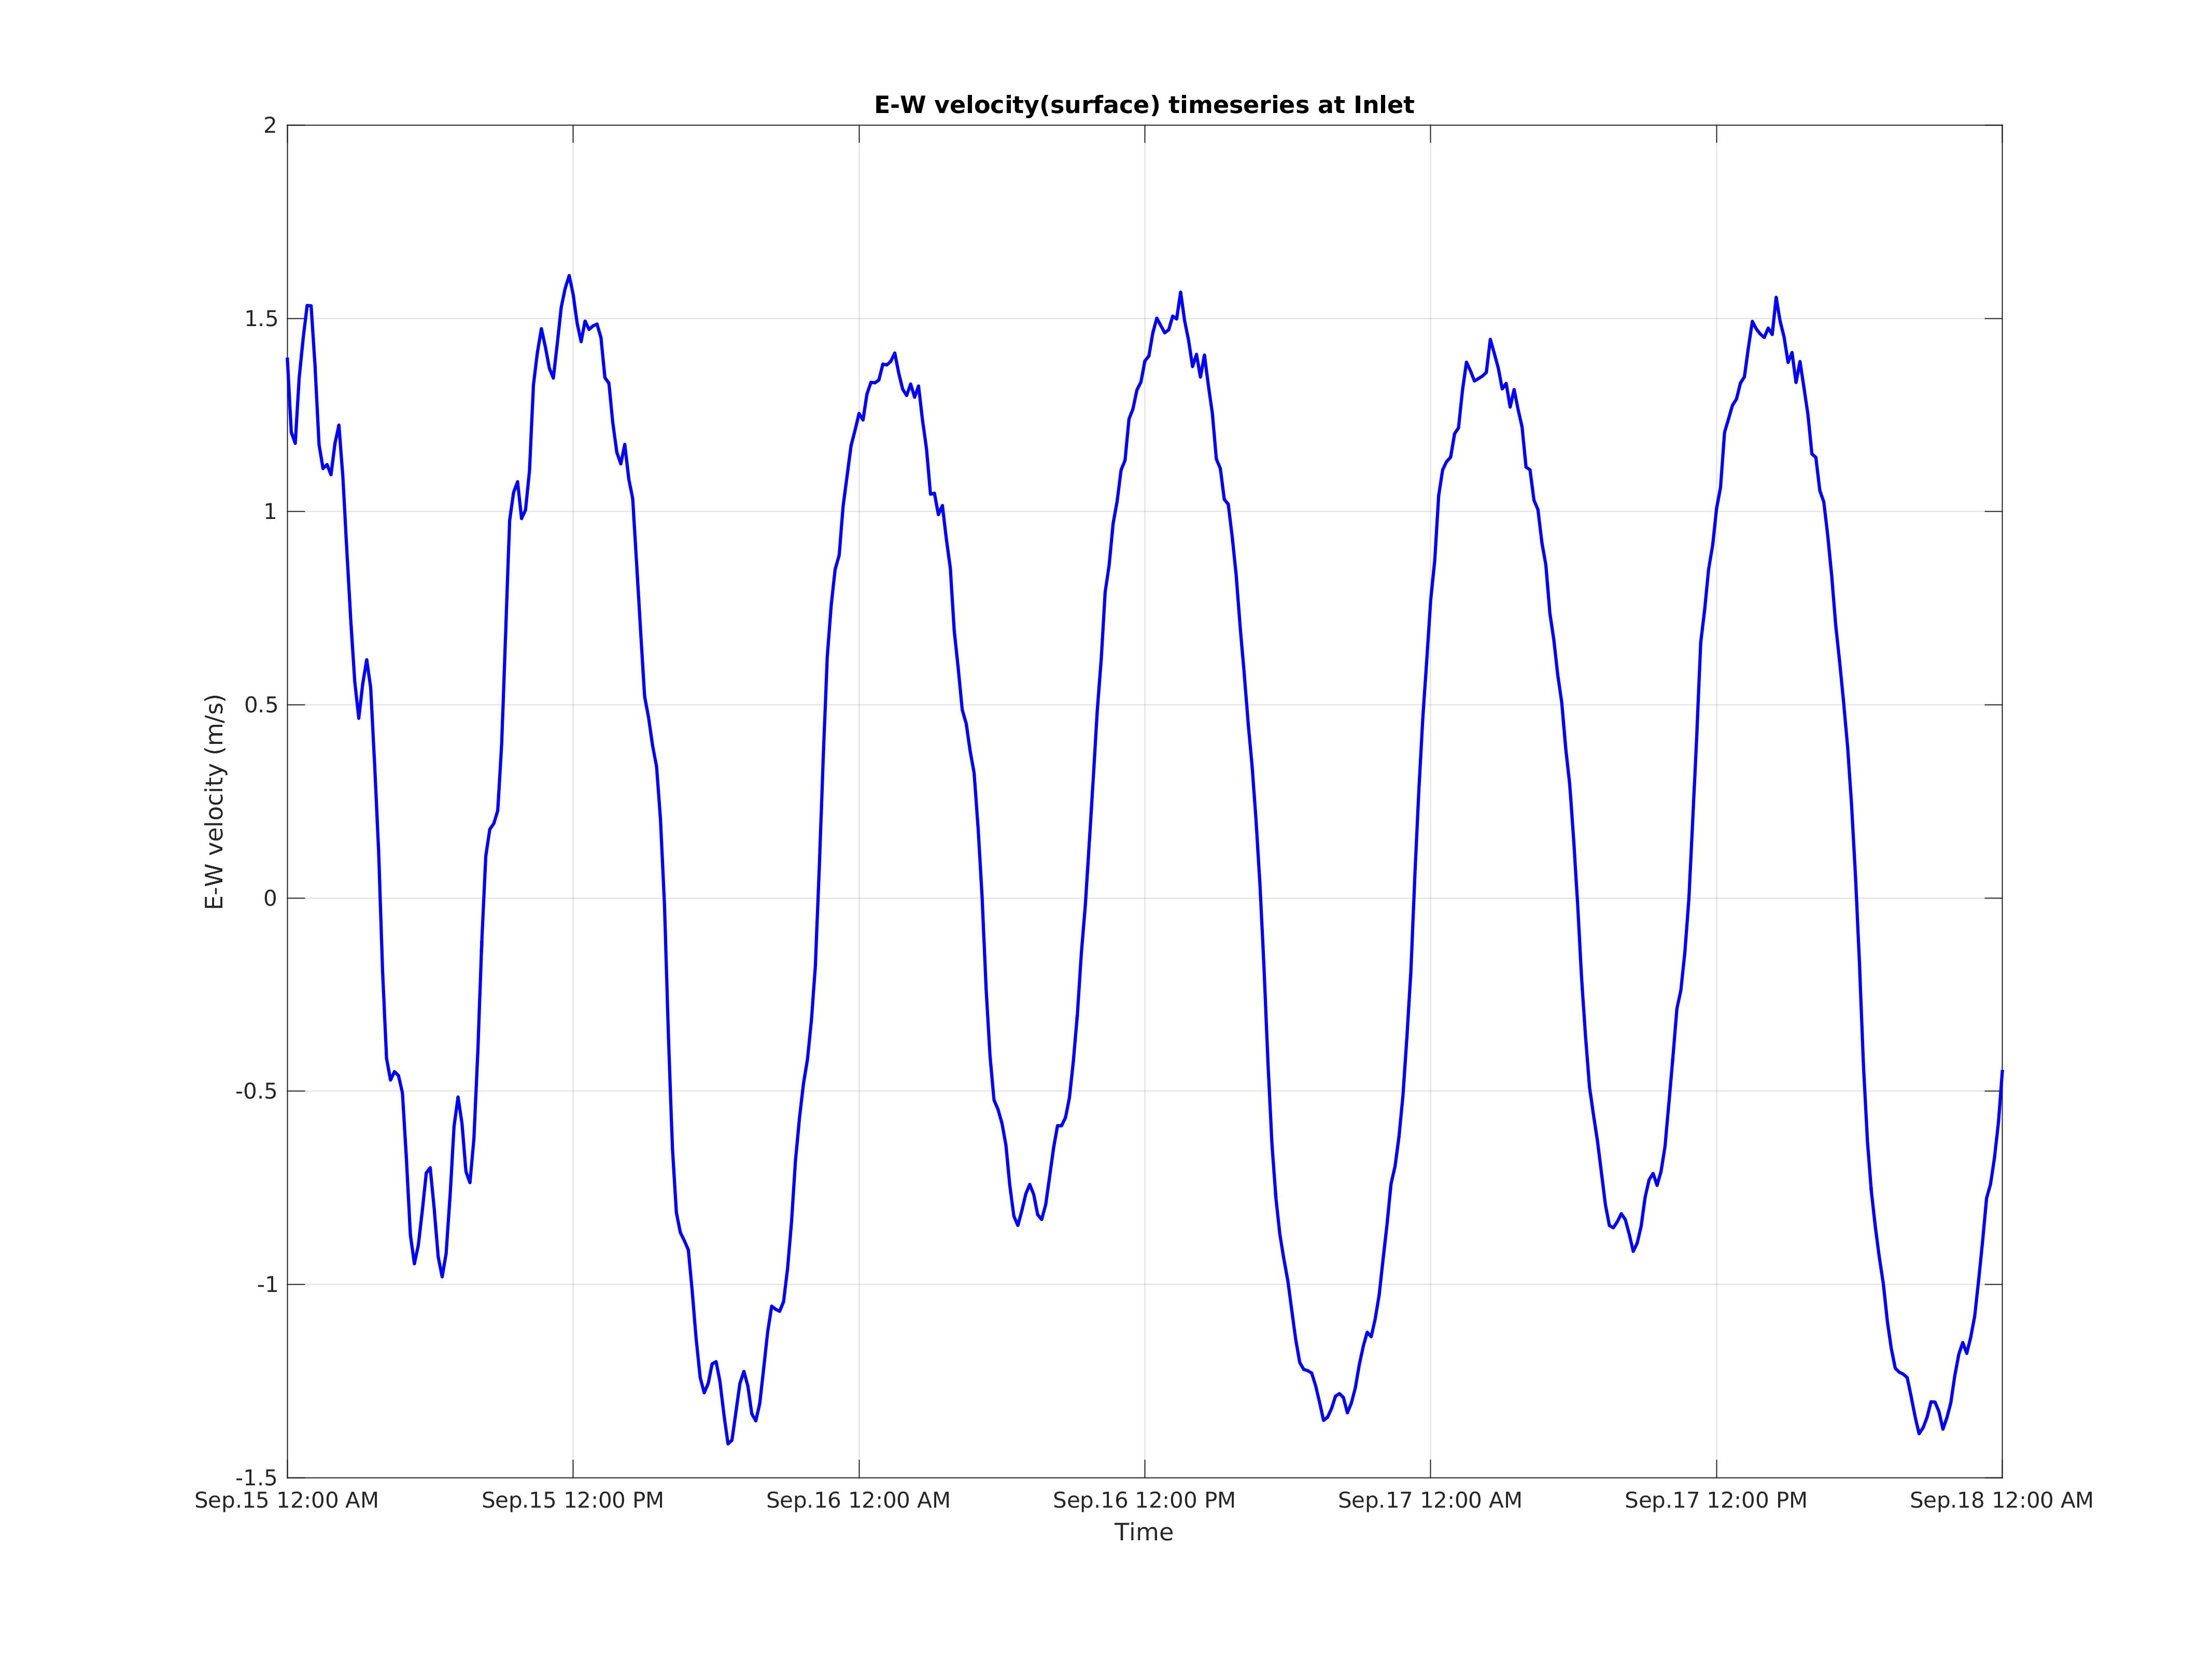 E-W velocity(surface) timeseries at Inlet
2
1.5
1
0.5
0
-0.5
-1
-1.5
E-W velocity (m/s)
Sep.15 12:00 AM Sep.15 12:00 PM Sep.16 12:00 AM Sep.16 12:00 PM Sep.17 12:00 AM Sep.17 12:00 PM Sep.18 12:00 AM
Time